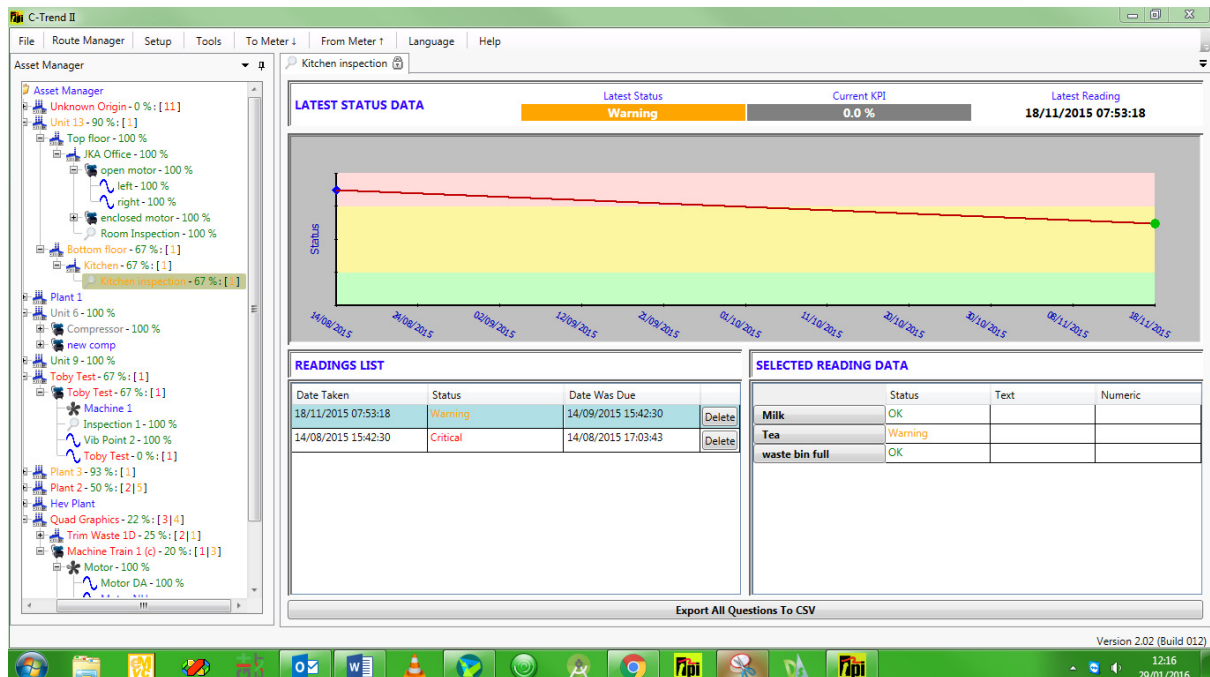 C-Trend II
File Route Manager Setup Tools To Meter ↓ From Meter ↑ Language Help
Asset Manager
Asset Manager
Unknown Origin - 0 % : [11]
Unit 13 - 90 % : [1]
Top floor - 100 %
JKA Office - 100 %
open motor - 100 %
left - 100 %
right - 100 %
enclosed motor - 100 %
Room Inspection - 100 %
Bottom floor - 67 % : [1]
Kitchen - 67 % : [1]
Kitchen inspection - 67 % : [1]
Plant 1
Unit 6 - 100 %
Compressor - 100 %
new comp
Unit 9 - 100 %
Toby Test - 67 % : [1]
Toby Test - 67 % : [1]
Machine 1
Inspection 1 - 100 %
Vib Point 2 - 100 %
Toby Test - 0 % : [1]
Plant 3 - 93 % : [1]
Plant 2 - 50 % : [2|5]
Hev Plant
Quad Graphics - 22 % : [3|4]
Trim Waste 1D - 25 % : [2|1]
Machine Train 1 (c) - 20 % : [1|3]
Motor - 100 %
Motor DA - 100 %
Kitchen inspection
LATEST STATUS DATA
Latest Status Current KPI Latest Reading
Warning 0.0 % 18/11/2015 07:53:18
Status
14/08/2015 24/08/2015 02/09/2015 12/09/2015 21/09/2015 01/10/2015 11/10/2015 20/10/2015 30/10/2015 08/11/2015 18/11/2015
READINGS LIST
Date Taken Status Date Was Due
18/11/2015 07:53:18 Warning 14/09/2015 15:42:30 Delete
14/08/2015 15:42:30 Critical 14/08/2015 17:03:43 Delete
SELECTED READING DATA
Status Text Numeric
Milk OK
Tea Warning
waste bin full OK
Export All Questions To CSV
Version 2.02 (Build 012)
12:16
29/01/2016